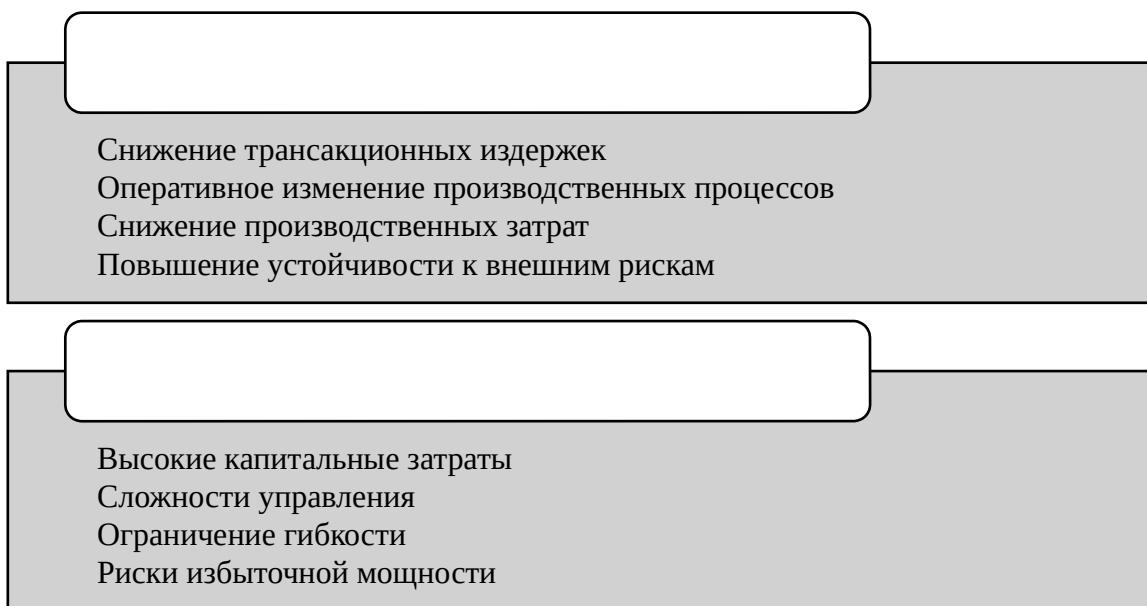 Снижение трансакционных издержек
Оперативное изменение производственных процессов
Снижение производственных затрат
Повышение устойчивости к внешним рискам
Высокие капитальные затраты
Сложности управления
Ограничение гибкости
Риски избыточной мощности